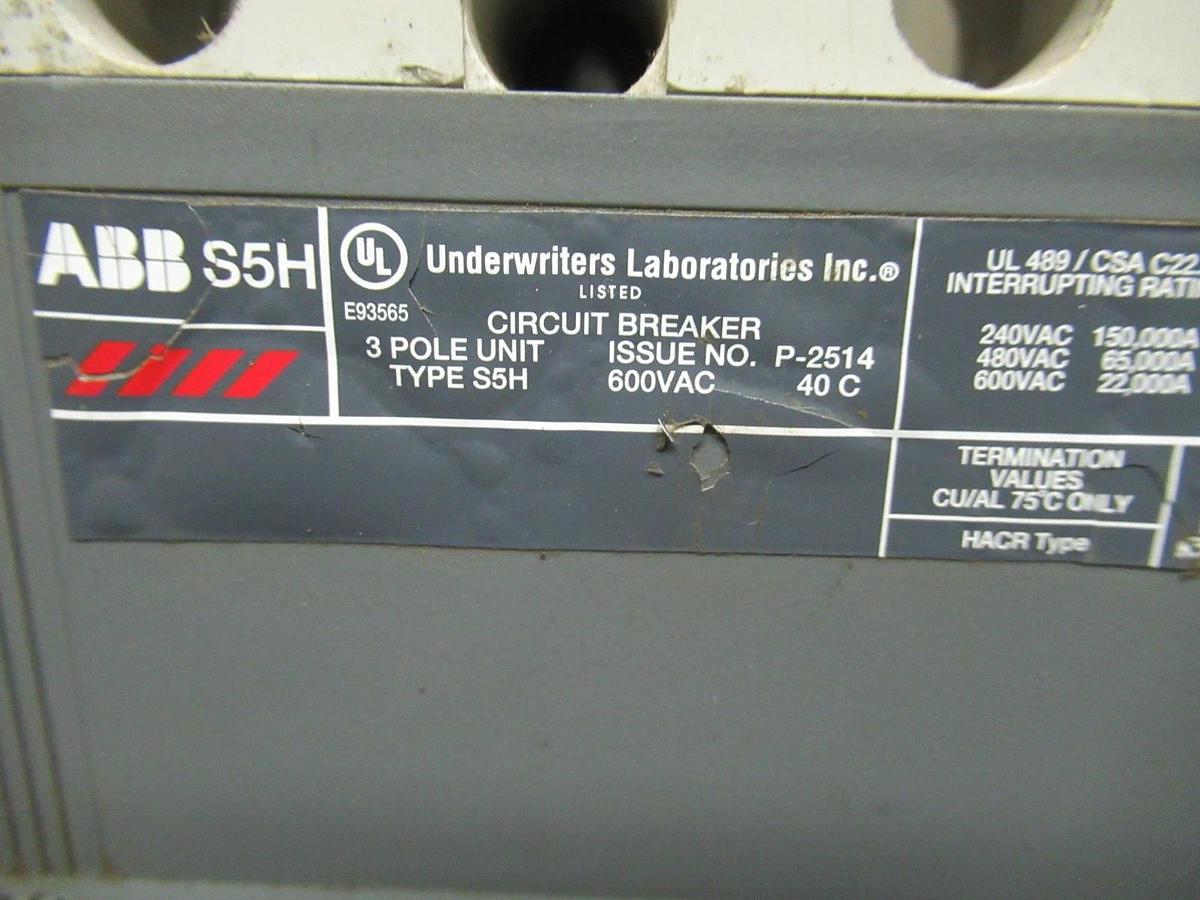 ABB S5H
UL
Underwriters Laboratories Inc.®
LISTED
E93565
CIRCUIT BREAKER
3 POLE UNIT ISSUE NO. P-2514
TYPE S5H 600VAC 40 C
UL 489 / CSA C22
INTERRUPTING
240VAC 150,000A
480VAC 65,000A
600VAC 22,000A
TERMINATION
VALUES
CU/AL 75°C ONLY
HACR Type